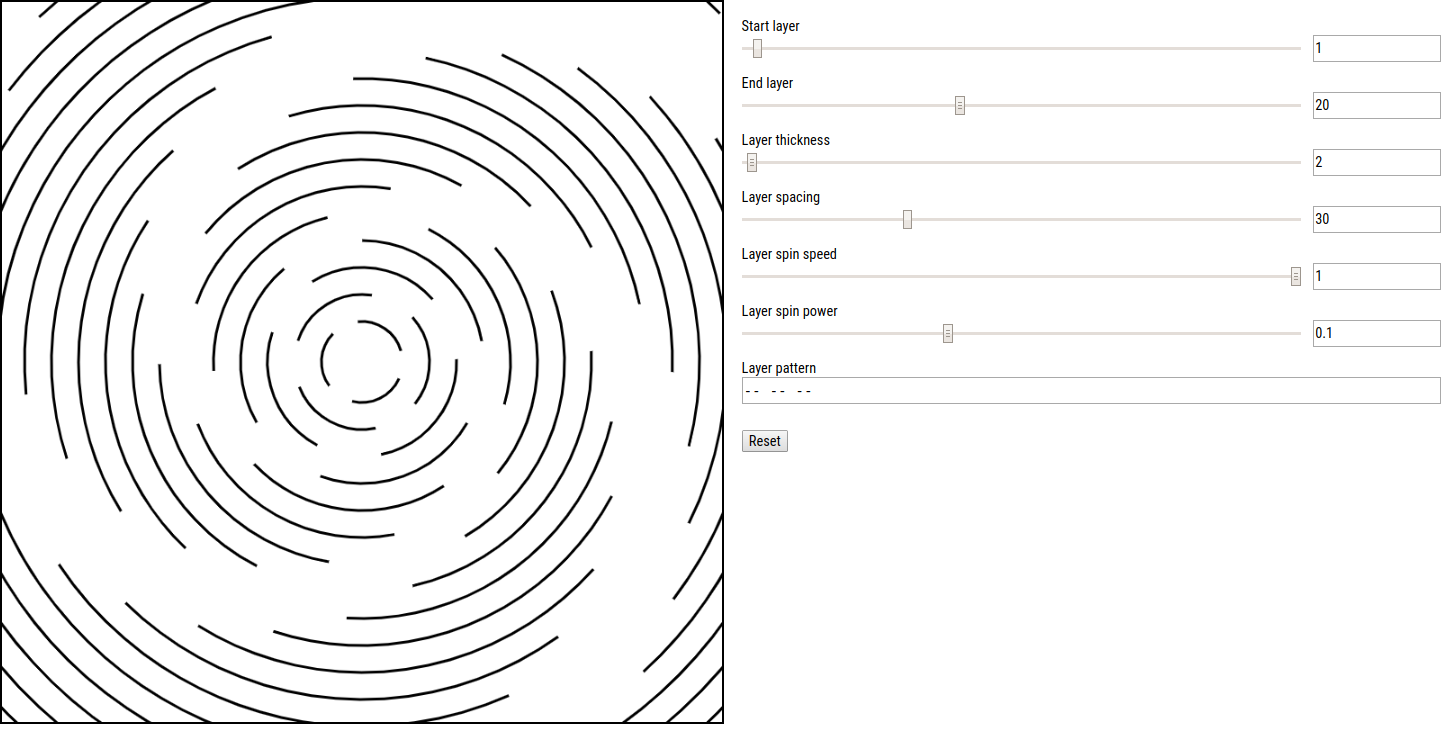 Start layer
1
End layer
20
Layer thickness
2
Layer spacing
30
Layer spin speed
1
Layer spin power
0.1
Layer pattern
-- -- --
Reset